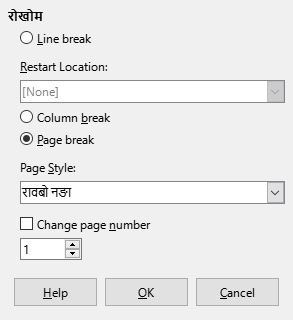 रोखोम
Line break
Restart Location:
[None]
Column break
Page break
Page Style:
रावबो नङा
Change page number
1
Help OK Cancel